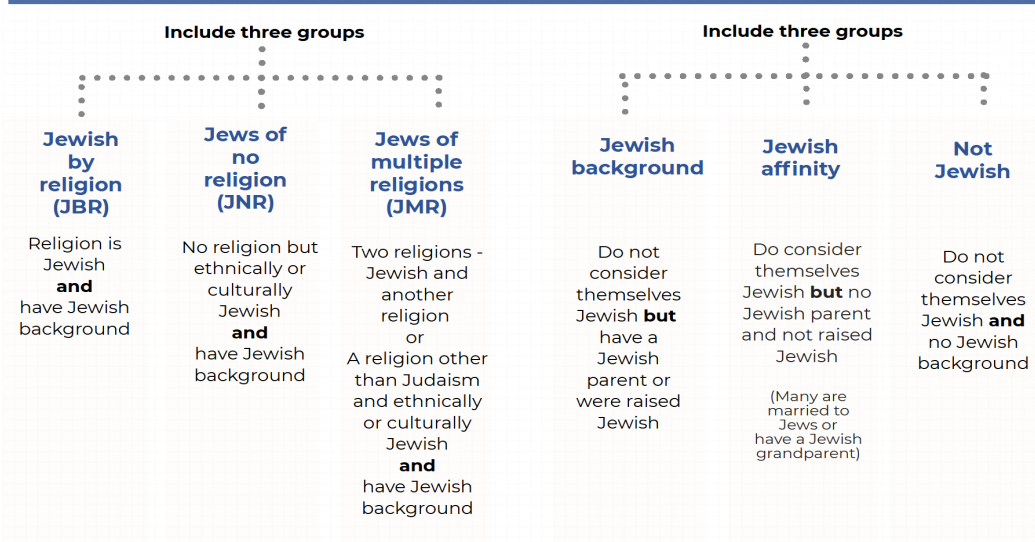 Include three groups
Jewish
by
religion
(JBR)
Religion is
Jewish
and
have Jewish
background
Jews of
no
religion
(JNR)
No religion but
ethnically or
culturally
Jewish
and
have Jewish
background
Jews of
multiple
religions
(JMR)
Two religions -
Jewish and
another
religion
or
A religion other
than Judaism
and ethnically
or culturally
Jewish
and
have Jewish
background
Include three groups
Jewish
background
Do not
consider
themselves
Jewish but
have a
Jewish
parent or
were raised
Jewish
Jewish
affinity
Do consider
themselves
Jewish but no
Jewish parent
and not raised
Jewish
(Many are
married to
Jews or
have a Jewish
grandparent)
Not
Jewish
Do not
consider
themselves
Jewish and
no Jewish
background